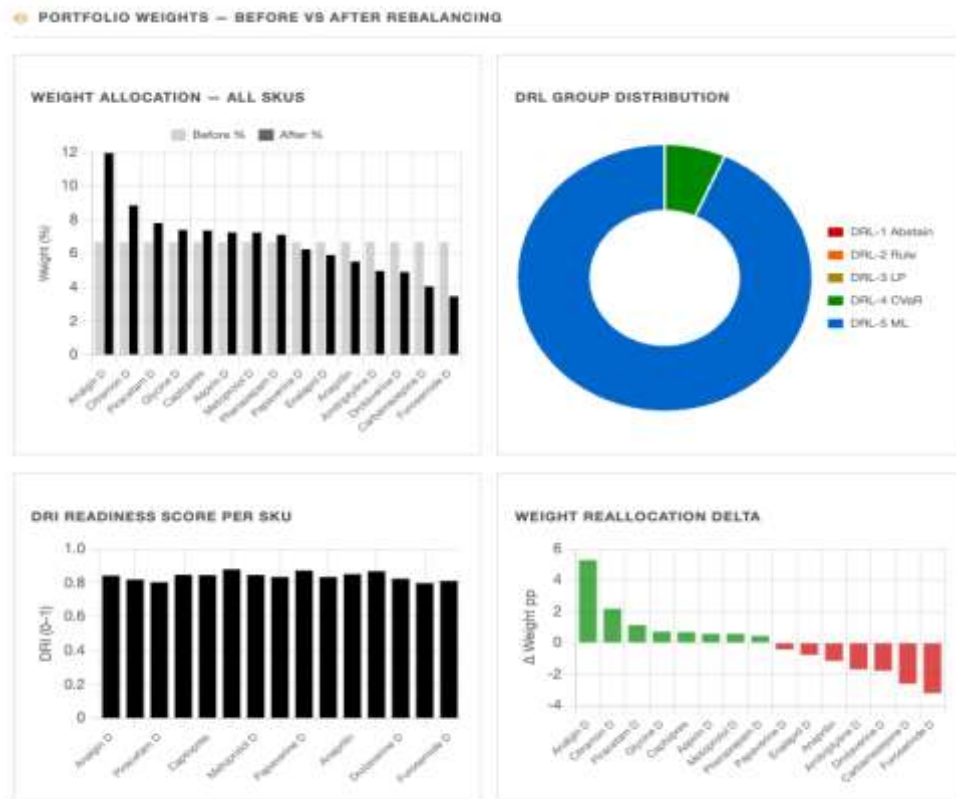 PORTFOLIO WEIGHTS — BEFORE VS AFTER REBALANCING
WEIGHT ALLOCATION — ALL SKUS
Before % After %
12
10
8
6
4
2
0
Weight (%)
Analgin D
Citramon D
Piracetam D
Glycine D
Captopres
Aspirin D
Metoprolol D
Phenazepam D
Papaverine D
Enalapril D
Anaprilin
Amitriptyline D
Drotaverine D
Carbamazepine D
Furosemide D
DRL GROUP DISTRIBUTION
DRL-1 Abstain
DRL-2 Rule
DRL-3 LP
DRL-4 CVaR
DRL-5 ML
DRI READINESS SCORE PER SKU
1.0
0.8
0.6
0.4
0.2
0
DRI (0–1)
Analgin D
Piracetam D
Captopres
Metoprolol D
Papaverine D
Anaprilin
Drotaverine D
Furosemide D
WEIGHT REALLOCATION DELTA
6
4
2
0
-2
-4
Δ Weight pp
Analgin D
Citramon D
Piracetam D
Glycine D
Captopres
Aspirin D
Metoprolol D
Phenazepam D
Papaverine D
Enalapril D
Anaprilin
Amitriptyline D
Drotaverine D
Carbamazepine D
Furosemide D